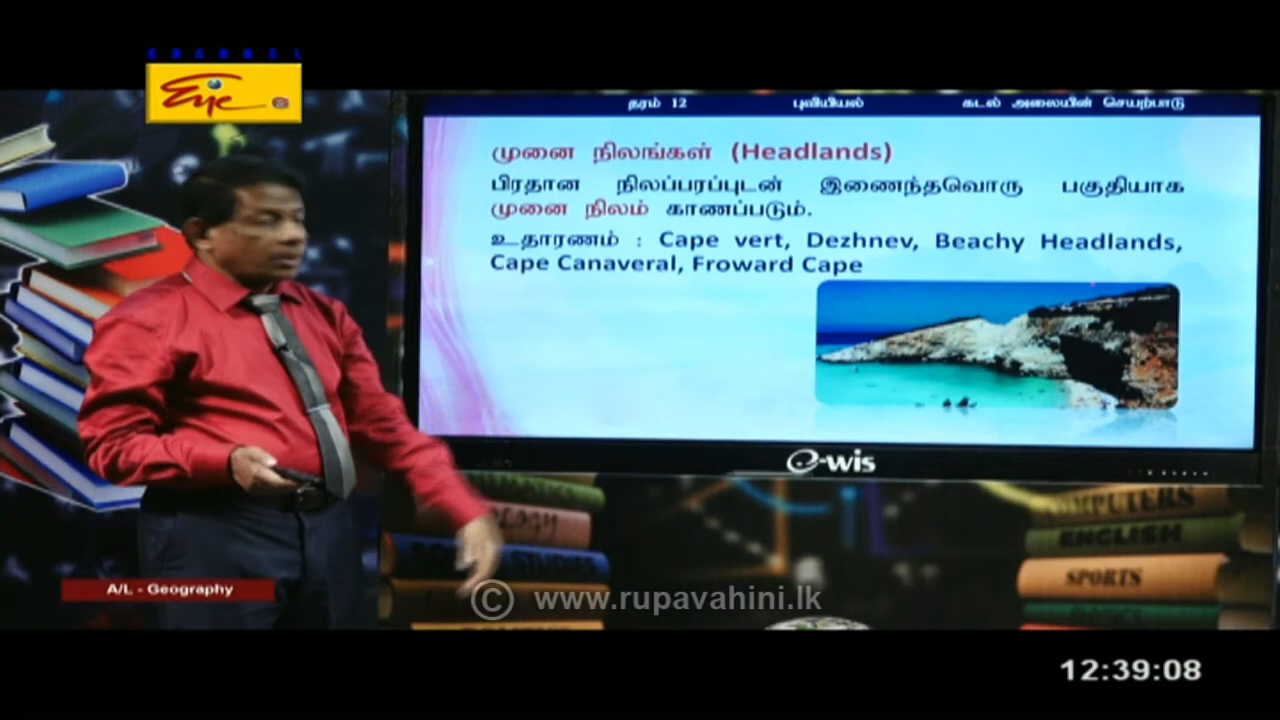 CHANNEL
Eye
தரம் 12 புவியியல் கடல் அலையின் செயற்பாடு
முனை நிலங்கள் (Headlands)
பிரதான நிலப்பரப்புடன் இணைந்தவொரு பகுதியாக
முனை நிலம் காணப்படும்.
உதாரணம் : Cape vert, Dezhnev, Beachy Headlands,
Cape Canaveral, Froward Cape
e-wis
COMPUTERS
ENGLISH
SPORTS
A/L - Geography
© www.rupavahini.lk
12:39:08